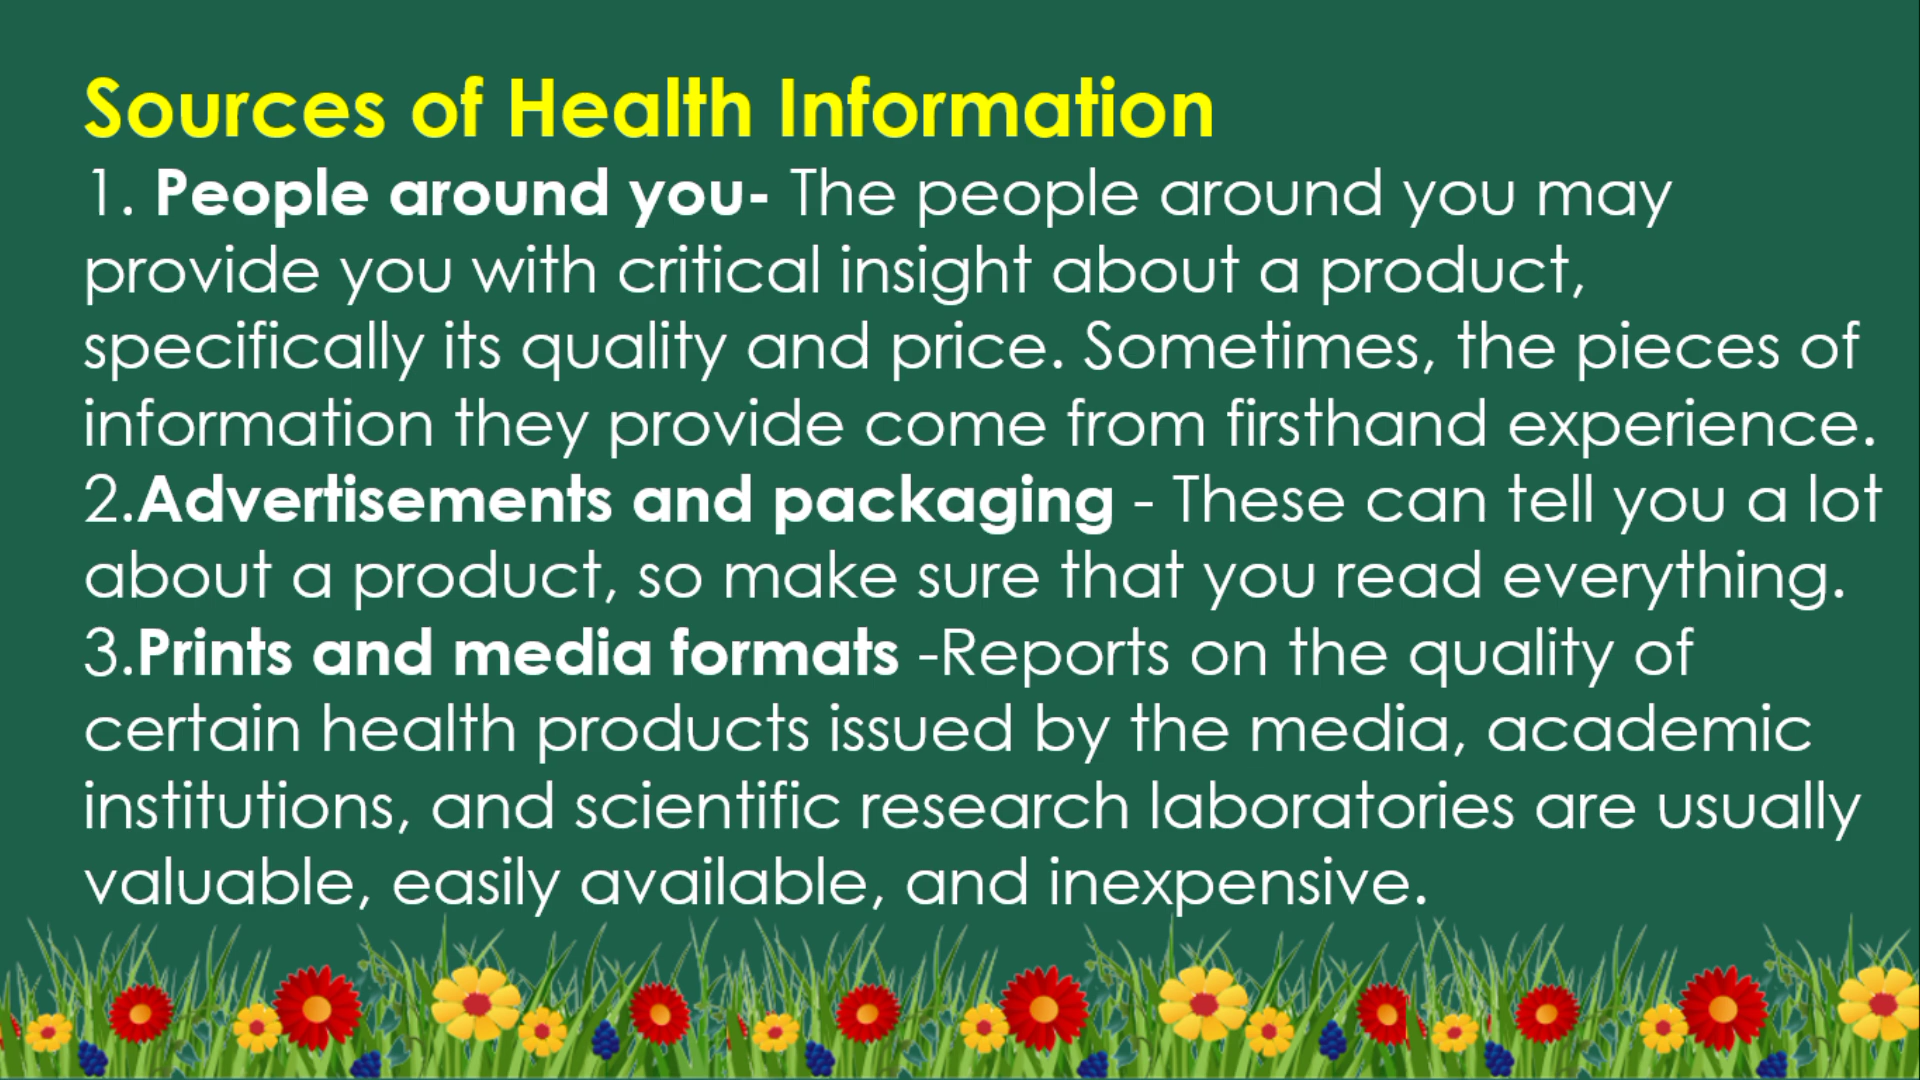 Sources of Health Information
1. People around you- The people around you may
provide you with critical insight about a product,
specifically its quality and price. Sometimes, the pieces of
information they provide come from firsthand experience.
2.Advertisements and packaging - These can tell you a lot
about a product, so make sure that you read everything.
3.Prints and media formats -Reports on the quality of
certain health products issued by the media, academic
institutions, and scientific research laboratories are usually
valuable, easily available, and inexpensive.